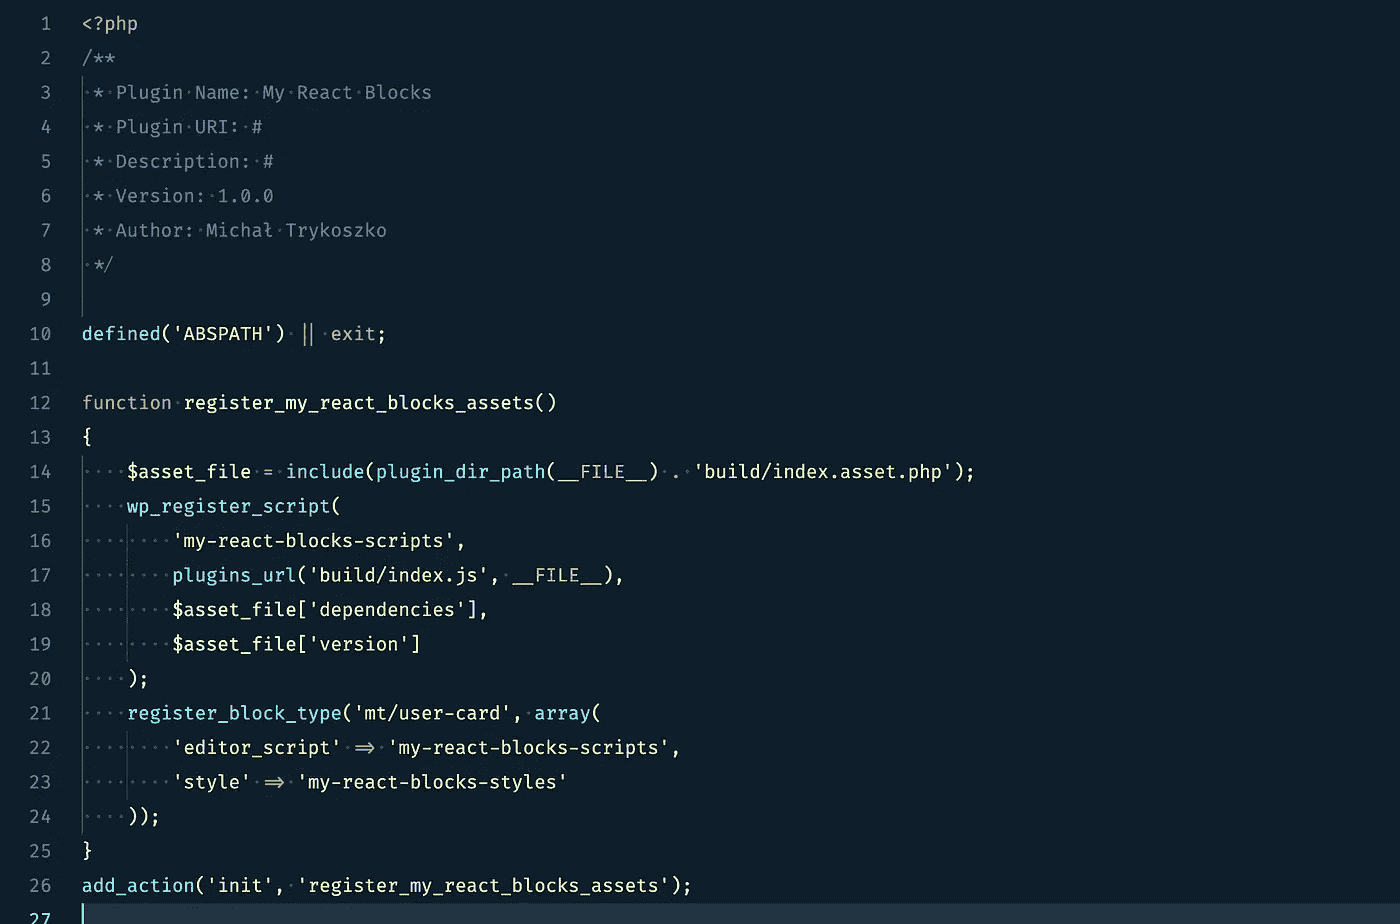 1 <?php
2 /**
3 * Plugin Name: My React Blocks
4 * Plugin URI: #
5 * Description: #
6 * Version: 1.0.0
7 * Author: Michał Trykoszko
8 */
9
10 defined('ABSPATH') || exit;
11
12 function register_my_react_blocks_assets()
13 {
14 $asset_file = include(plugin_dir_path(__FILE__) . 'build/index.asset.php');
15 wp_register_script(
16 'my-react-blocks-scripts',
17 plugins_url('build/index.js', __FILE__),
18 $asset_file['dependencies'],
19 $asset_file['version']
20 );
21 register_block_type('mt/user-card', array(
22 'editor_script' => 'my-react-blocks-scripts',
23 'style' => 'my-react-blocks-styles'
24 ));
25 }
26 add_action('init', 'register_my_react_blocks_assets');
27